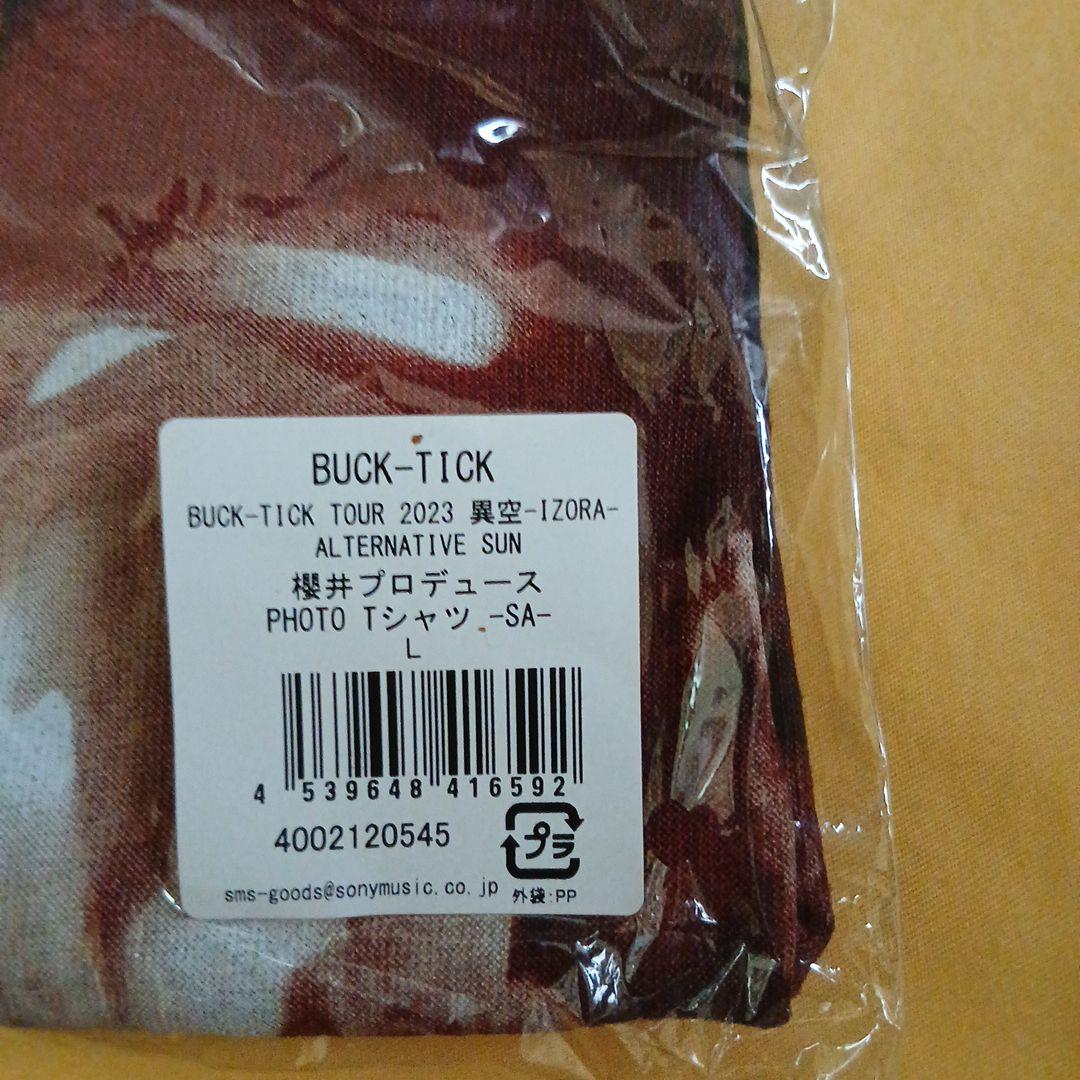 BUCK-TICK
BUCK-TICK TOUR 2023 異空-IZORA-
ALTERNATIVE SUN
櫻井プロデュース
PHOTO Tシャツ -SA-
L
4 539648 416592
4002120545
プラ
sms-goods@sonymusic.co.jp
外袋:PP